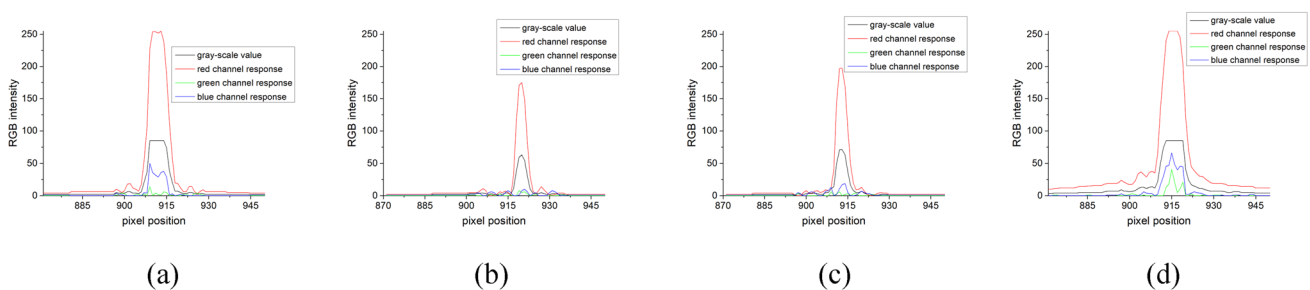 RGB intensity
250
200
150
100
50
0
gray-scale value
red channel response
green channel response
blue channel response
885 900 915 930 945
pixel position
(a)
RGB intensity
250
200
150
100
50
0
gray-scale value
red channel response
green channel response
blue channel response
870 885 900 915 930 945
pixel position
(b)
RGB intensity
250
200
150
100
50
0
gray-scale value
red channel response
green channel response
blue channel response
870 885 900 915 930 945
pixel position
(c)
RGB intensity
250
200
150
100
50
0
gray-scale value
red channel response
green channel response
blue channel response
885 900 915 930 945
pixel position
(d)